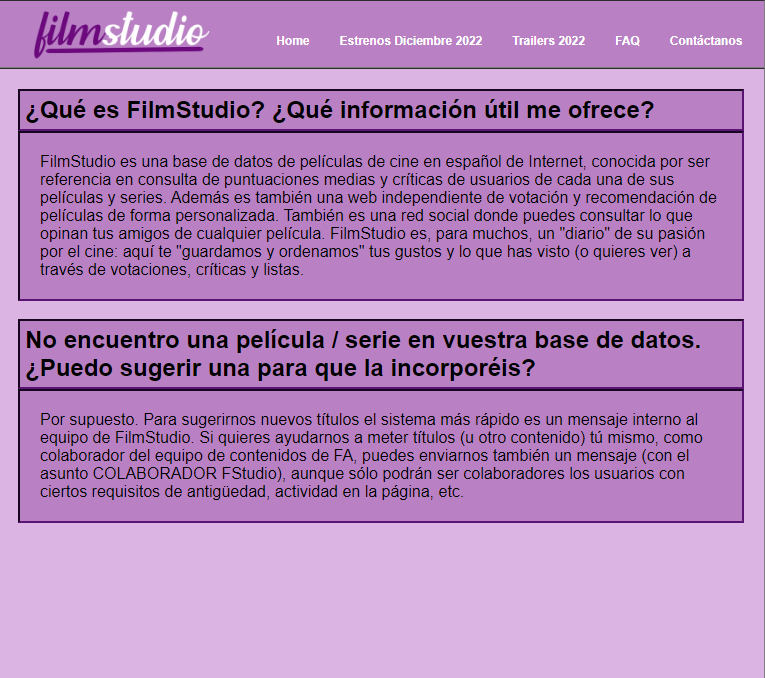 filmstudio
Home Estrenos Diciembre 2022 Trailers 2022 FAQ Contáctanos
¿Qué es FilmStudio? ¿Qué información útil me ofrece?
FilmStudio es una base de datos de películas de cine en español de Internet, conocida por ser
referencia en consulta de puntuaciones medias y críticas de usuarios de cada una de sus
películas y series. Además es también una web independiente de votación y recomendación de
películas de forma personalizada. También es una red social donde puedes consultar lo que
opinan tus amigos de cualquier película. FilmStudio es, para muchos, un "diario" de su pasión
por el cine: aquí te "guardamos y ordenamos" tus gustos y lo que has visto (o quieres ver) a
través de votaciones, críticas y listas.
No encuentro una película / serie en vuestra base de datos.
¿Puedo sugerir una para que la incorporéis?
Por supuesto. Para sugerirnos nuevos títulos el sistema más rápido es un mensaje interno al
equipo de FilmStudio. Si quieres ayudarnos a meter títulos (u otro contenido) tú mismo, como
colaborador del equipo de contenidos de FA, puedes enviarnos también un mensaje (con el
asunto COLABORADOR FStudio), aunque sólo podrán ser colaboradores los usuarios con
ciertos requisitos de antigüedad, actividad en la página, etc.